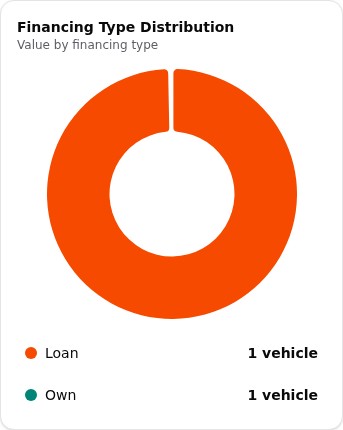 Financing Type Distribution
Value by financing type
Loan 1 vehicle
Own 1 vehicle